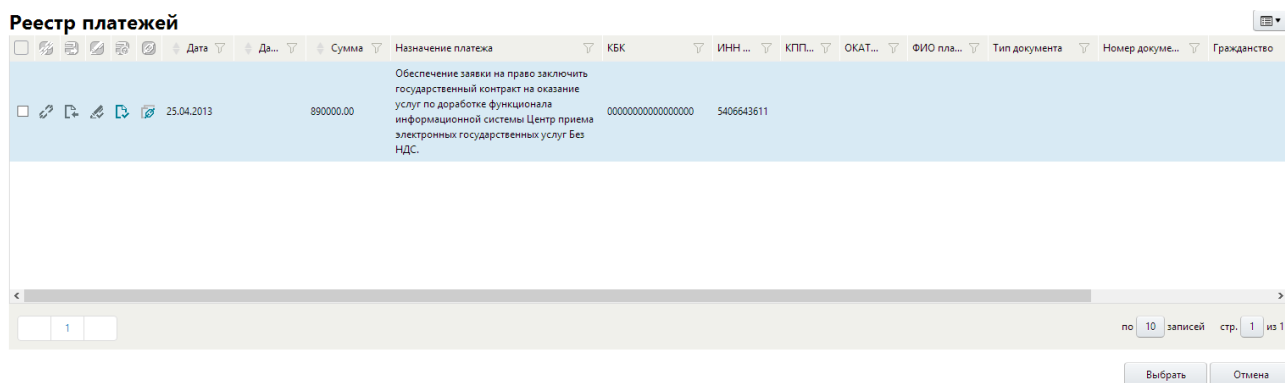 Реестр платежей
Дата Да... Сумма Назначение платежа КБК ИНН ... КПП... ОКАТ... ФИО пла... Тип документа Номер докуме... Гражданство
Обеспечение заявки на право заключить
государственный контракт на оказание
услуг по доработке функционала
25.04.2013 890000.00 информационной системы Центр приема 00000000000000000 5406643611
электронных государственных услуг Без
НДС.
1 по 10 записей стр. 1 из 1
Выбрать Отмена